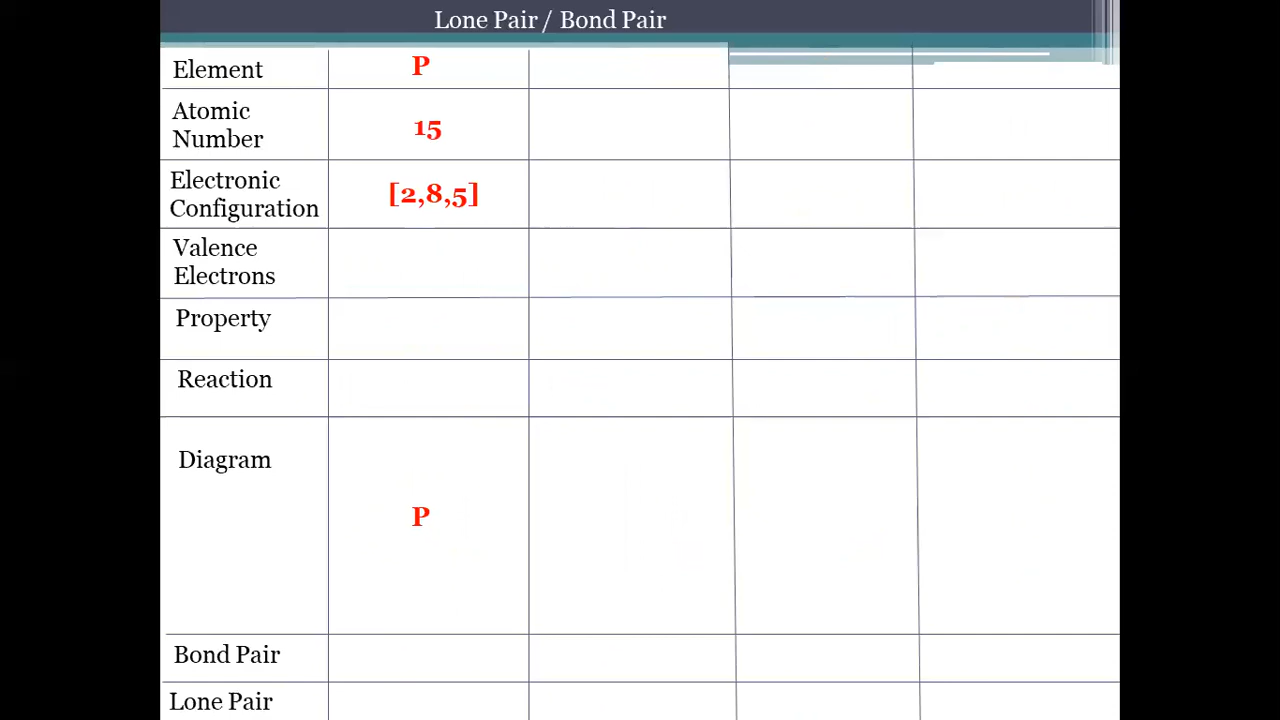 Lone Pair / Bond Pair
Element P
Atomic
Number
15
Electronic
Configuration
[2,8,5]
Valence
Electrons
Property
Reaction
Diagram
P
Bond Pair
Lone Pair